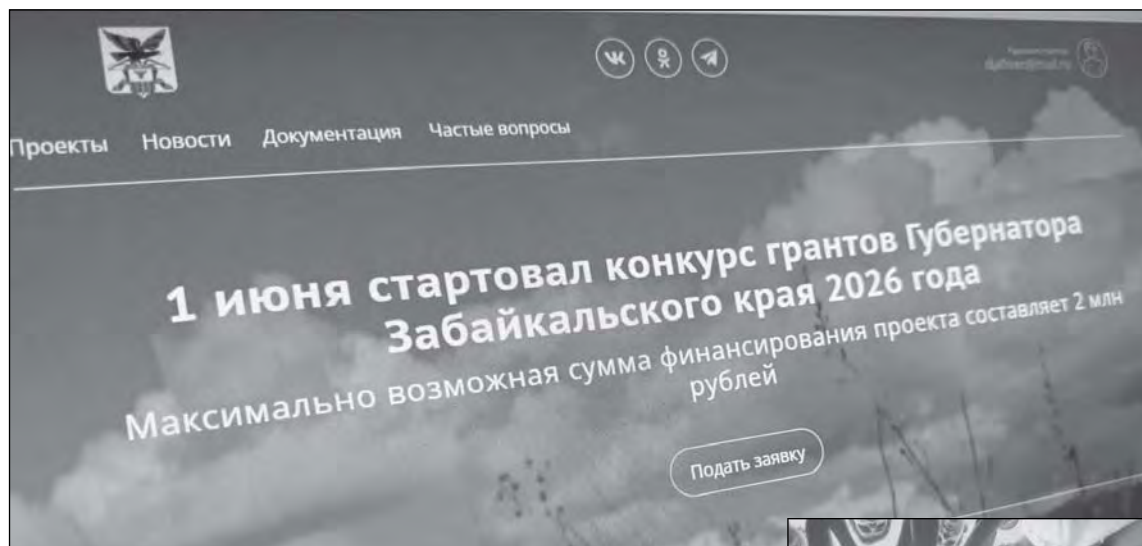 Проекты Новости Документация Частые вопросы
1 июня стартовал конкурс грантов Губернатора
Забайкальского края 2026 года
Максимально возможная сумма финансирования проекта составляет 2 млн
рублей
Подать заявку